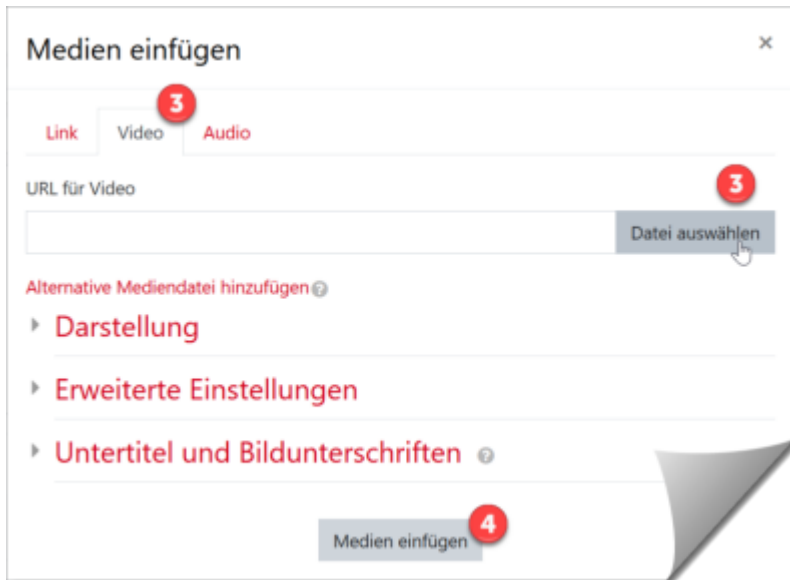 Medien einfügen ×
3
Link Video Audio
URL für Video
3
Datei auswählen
Alternative Mediendatei hinzufügen ?
Darstellung
Erweiterte Einstellungen
Untertitel und Bildunterschriften ?
4
Medien einfügen